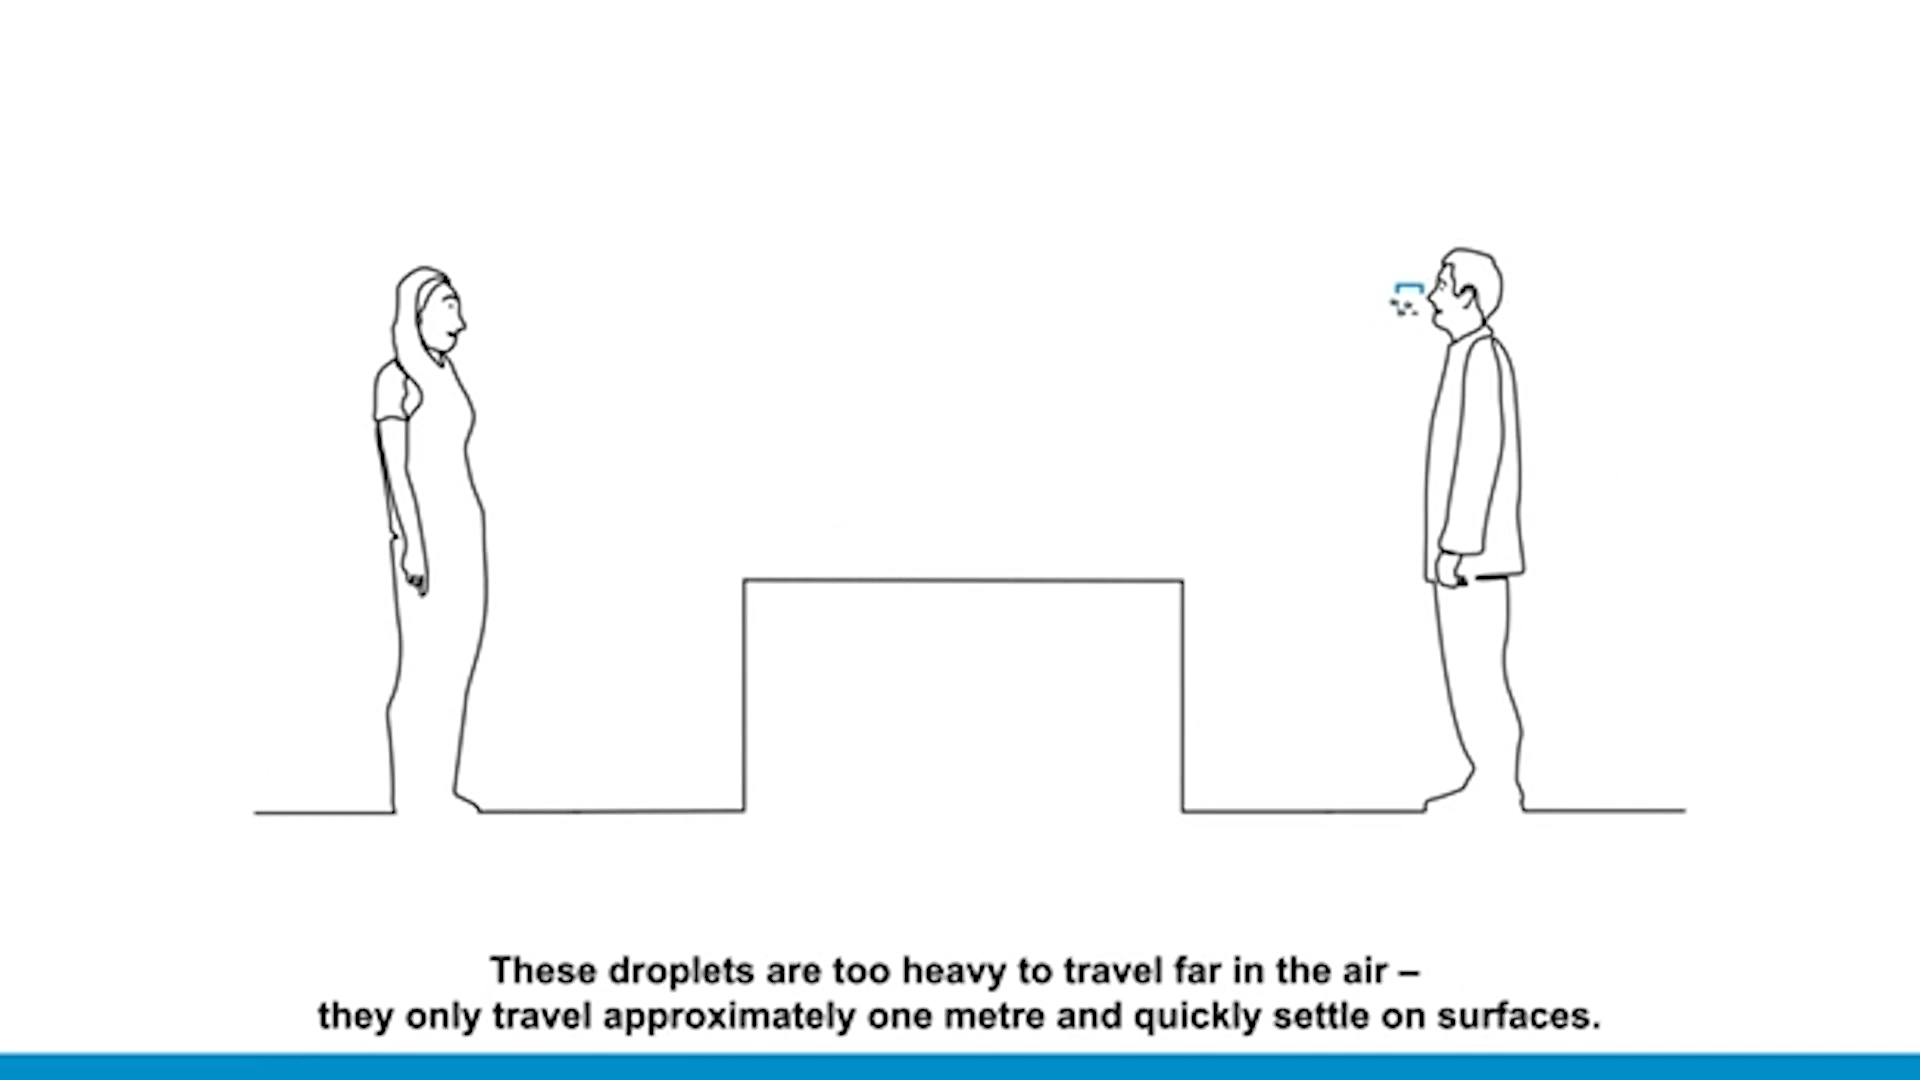 These droplets are too heavy to travel far in the air –
they only travel approximately one metre and quickly settle on surfaces.